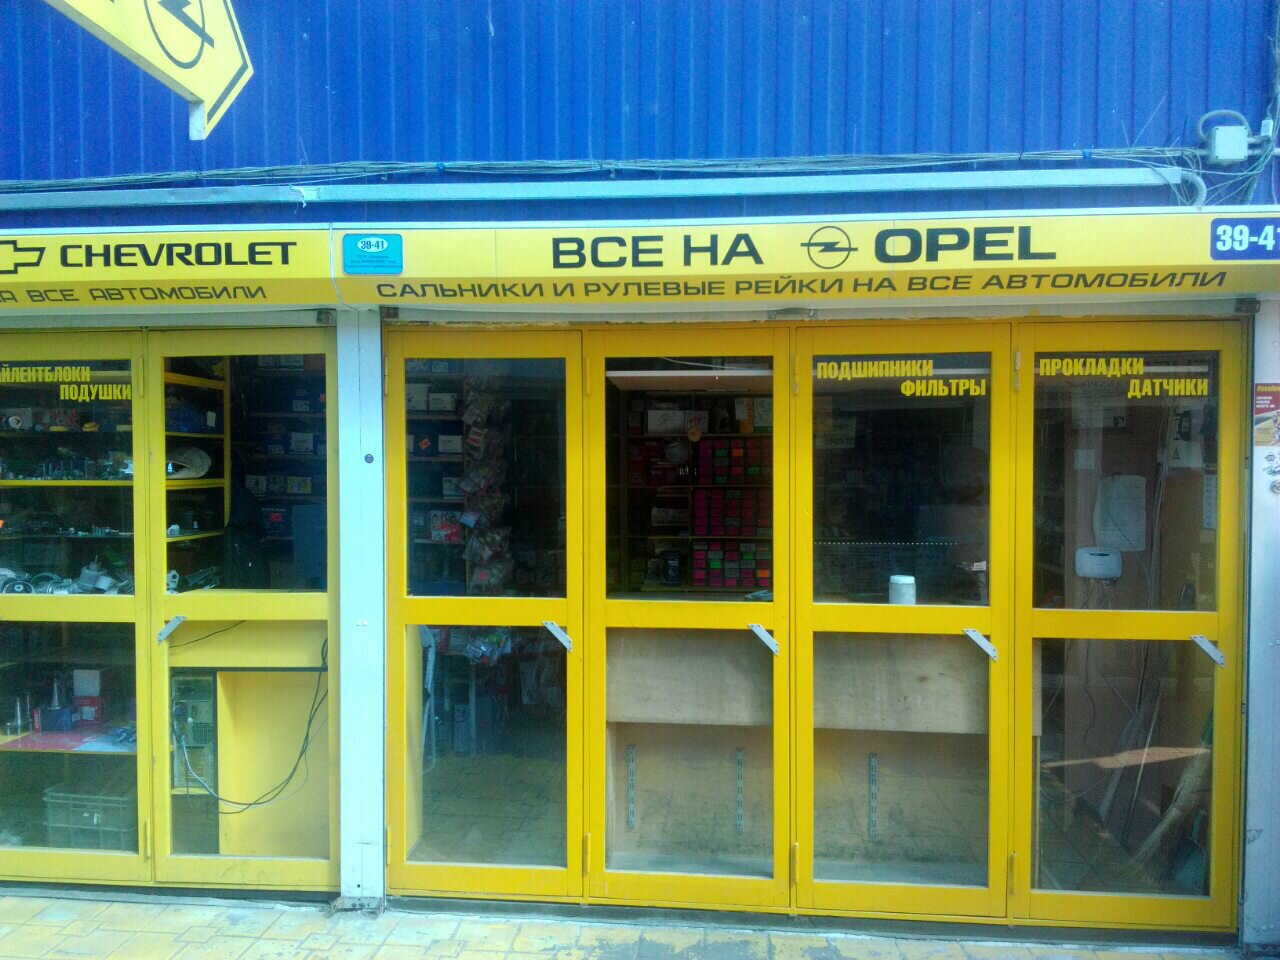 CHEVROLET
39-41
ВСЕ НА OPEL
39-41
НА ВСЕ АВТОМОБИЛИ
САЛЬНИКИ И РУЛЕВЫЕ РЕЙКИ НА ВСЕ АВТОМОБИЛИ
ПОДУШКИ
ПОДШИПНИКИ
ФИЛЬТРЫ
ПРОКЛАДКИ
ДАТЧИКИ